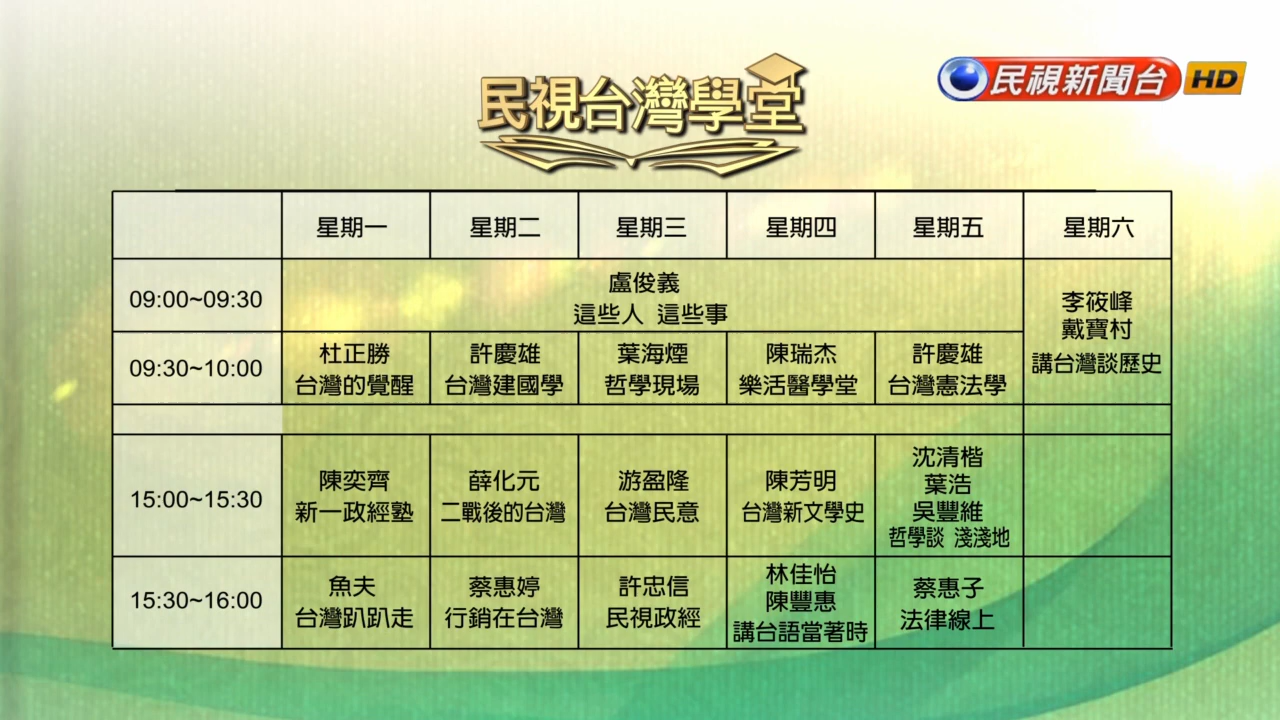 民視台灣學堂
民視新聞台 HD
星期一 星期二 星期三 星期四 星期五 星期六
09:00~09:30
盧俊義
這些人 這些事
李筱峰
戴寶村
講台灣談歷史
09:30~10:00
杜正勝
台灣的覺醒
許慶雄
台灣建國學
葉海煙
哲學現場
陳瑞杰
樂活醫學堂
許慶雄
台灣憲法學
15:00~15:30
陳奕齊
新一政經塾
薛化元
二戰後的台灣
游盈隆
台灣民意
陳芳明
台灣新文學史
沈清楷
葉浩
吳豐維
哲學談 淺淺地
15:30~16:00
魚夫
台灣趴趴走
蔡惠婷
行銷在台灣
許忠信
民視政經
林佳怡
陳豐惠
講台語當著時
蔡惠子
法律線上